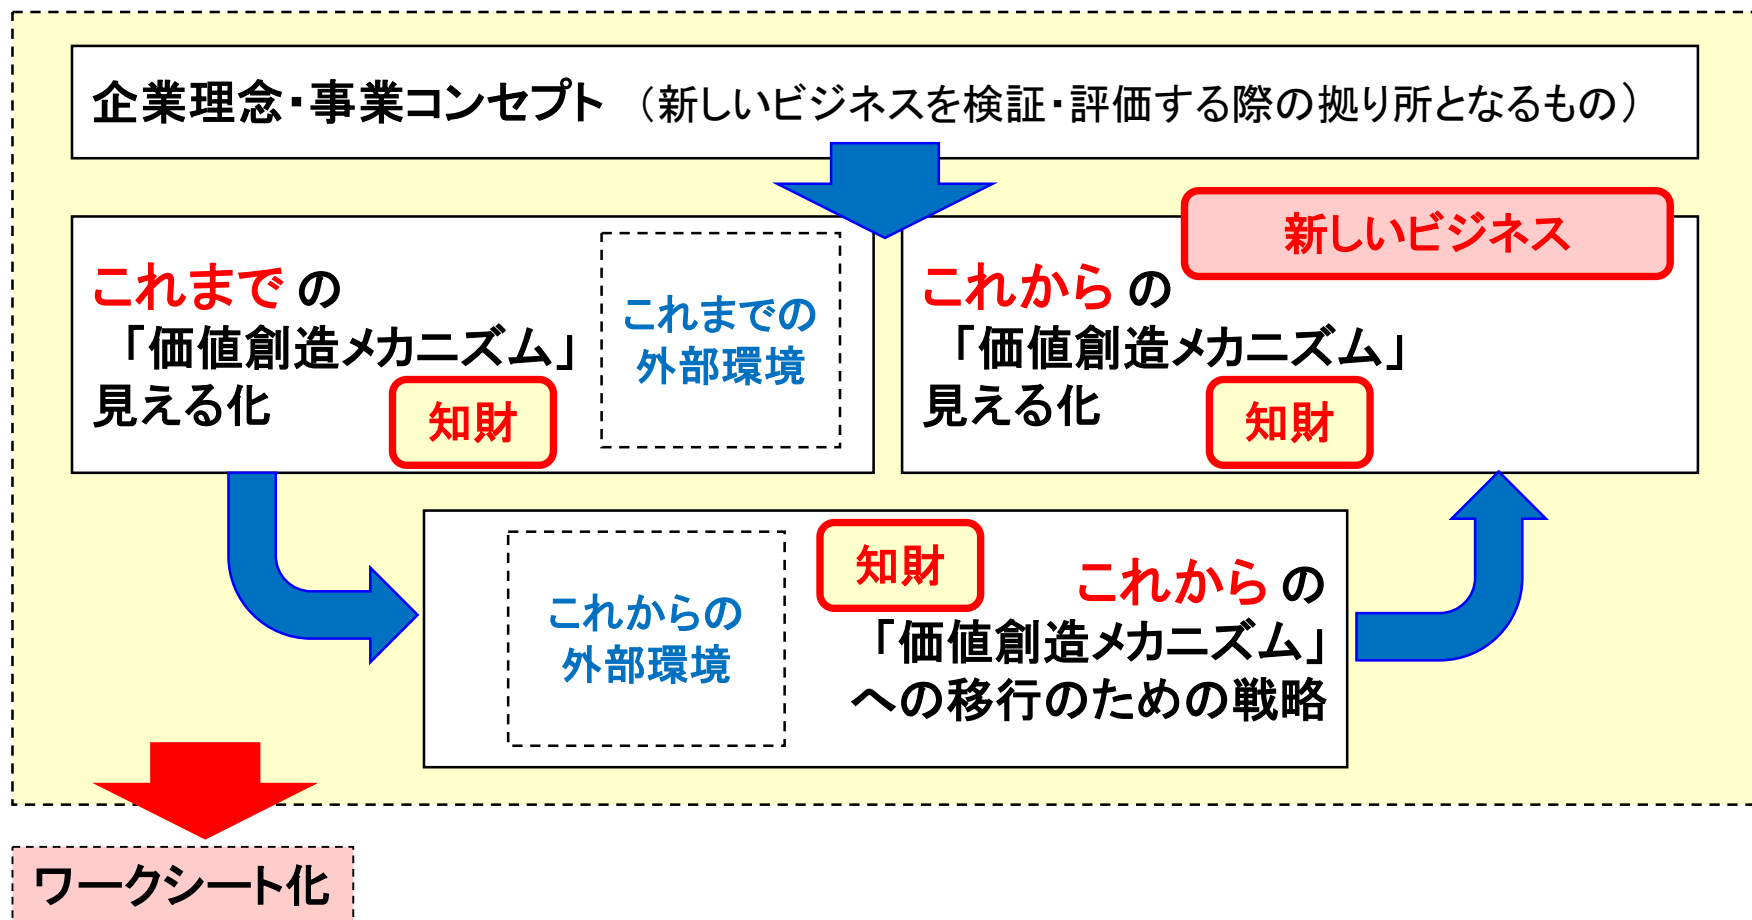 企業理念・事業コンセプト （新しいビジネスを検証・評価する際の拠り所となるもの）
これまで の
「価値創造メカニズム」
見える化
知財
これまでの
外部環境
新しいビジネス
これから の
「価値創造メカニズム」
見える化
知財
これからの
外部環境
知財
これから の
「価値創造メカニズム」
への移行のための戦略
ワークシート化